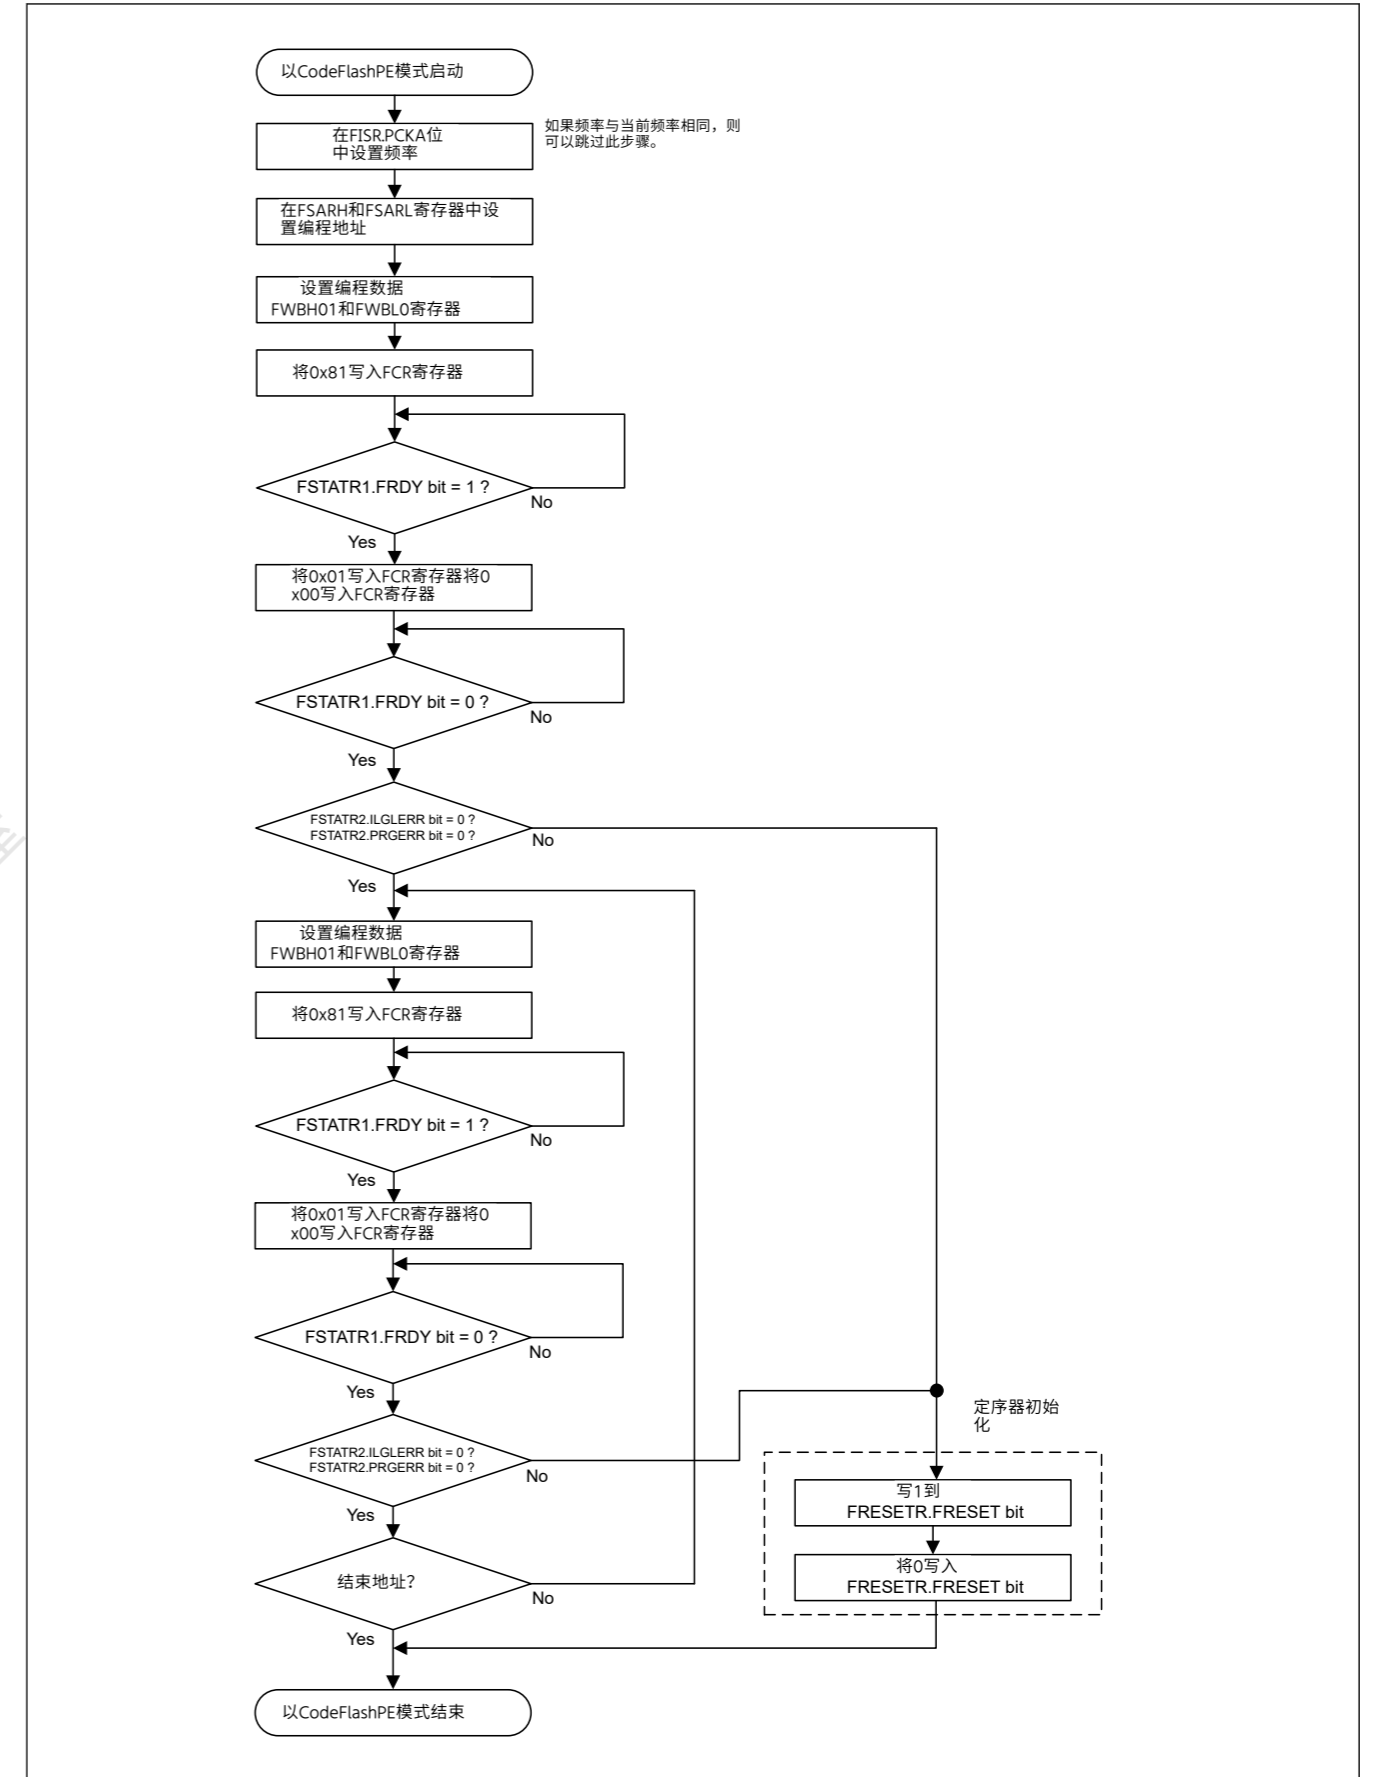 以CodeFlashPE模式启动
在FISR.PCKA位
中设置频率
如果频率与当前频率相同，则
可以跳过此步骤。
在FSARH和FSARL寄存器中设
置编程地址
设置编程数据
FWBH01和FWBL0寄存器
将0x81写入FCR寄存器
FSTATR1.FRDY bit = 1 ?
No
Yes
将0x01写入FCR寄存器将0
x00写入FCR寄存器
FSTATR1.FRDY bit = 0 ?
No
Yes
FSTATR2.ILGLERR bit = 0 ?
FSTATR2.PRGERR bit = 0 ?
No
Yes
设置编程数据
FWBH01和FWBL0寄存器
将0x81写入FCR寄存器
FSTATR1.FRDY bit = 1 ?
No
Yes
将0x01写入FCR寄存器将0
x00写入FCR寄存器
FSTATR1.FRDY bit = 0 ?
No
Yes
定序器初始
化
FSTATR2.ILGLERR bit = 0 ?
FSTATR2.PRGERR bit = 0 ?
No
Yes
写1到
FRESETR.FRESET bit
将0写入
FRESETR.FRESET bit
结束地址?
No
Yes
以CodeFlashPE模式结束